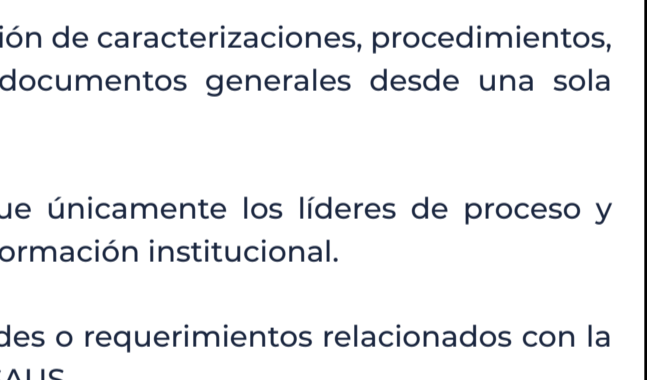 ión de caracterizaciones, procedimientos,
documentos generales desde una sola
ue únicamente los líderes de proceso y
ormación institucional.
des o requerimientos relacionados con la